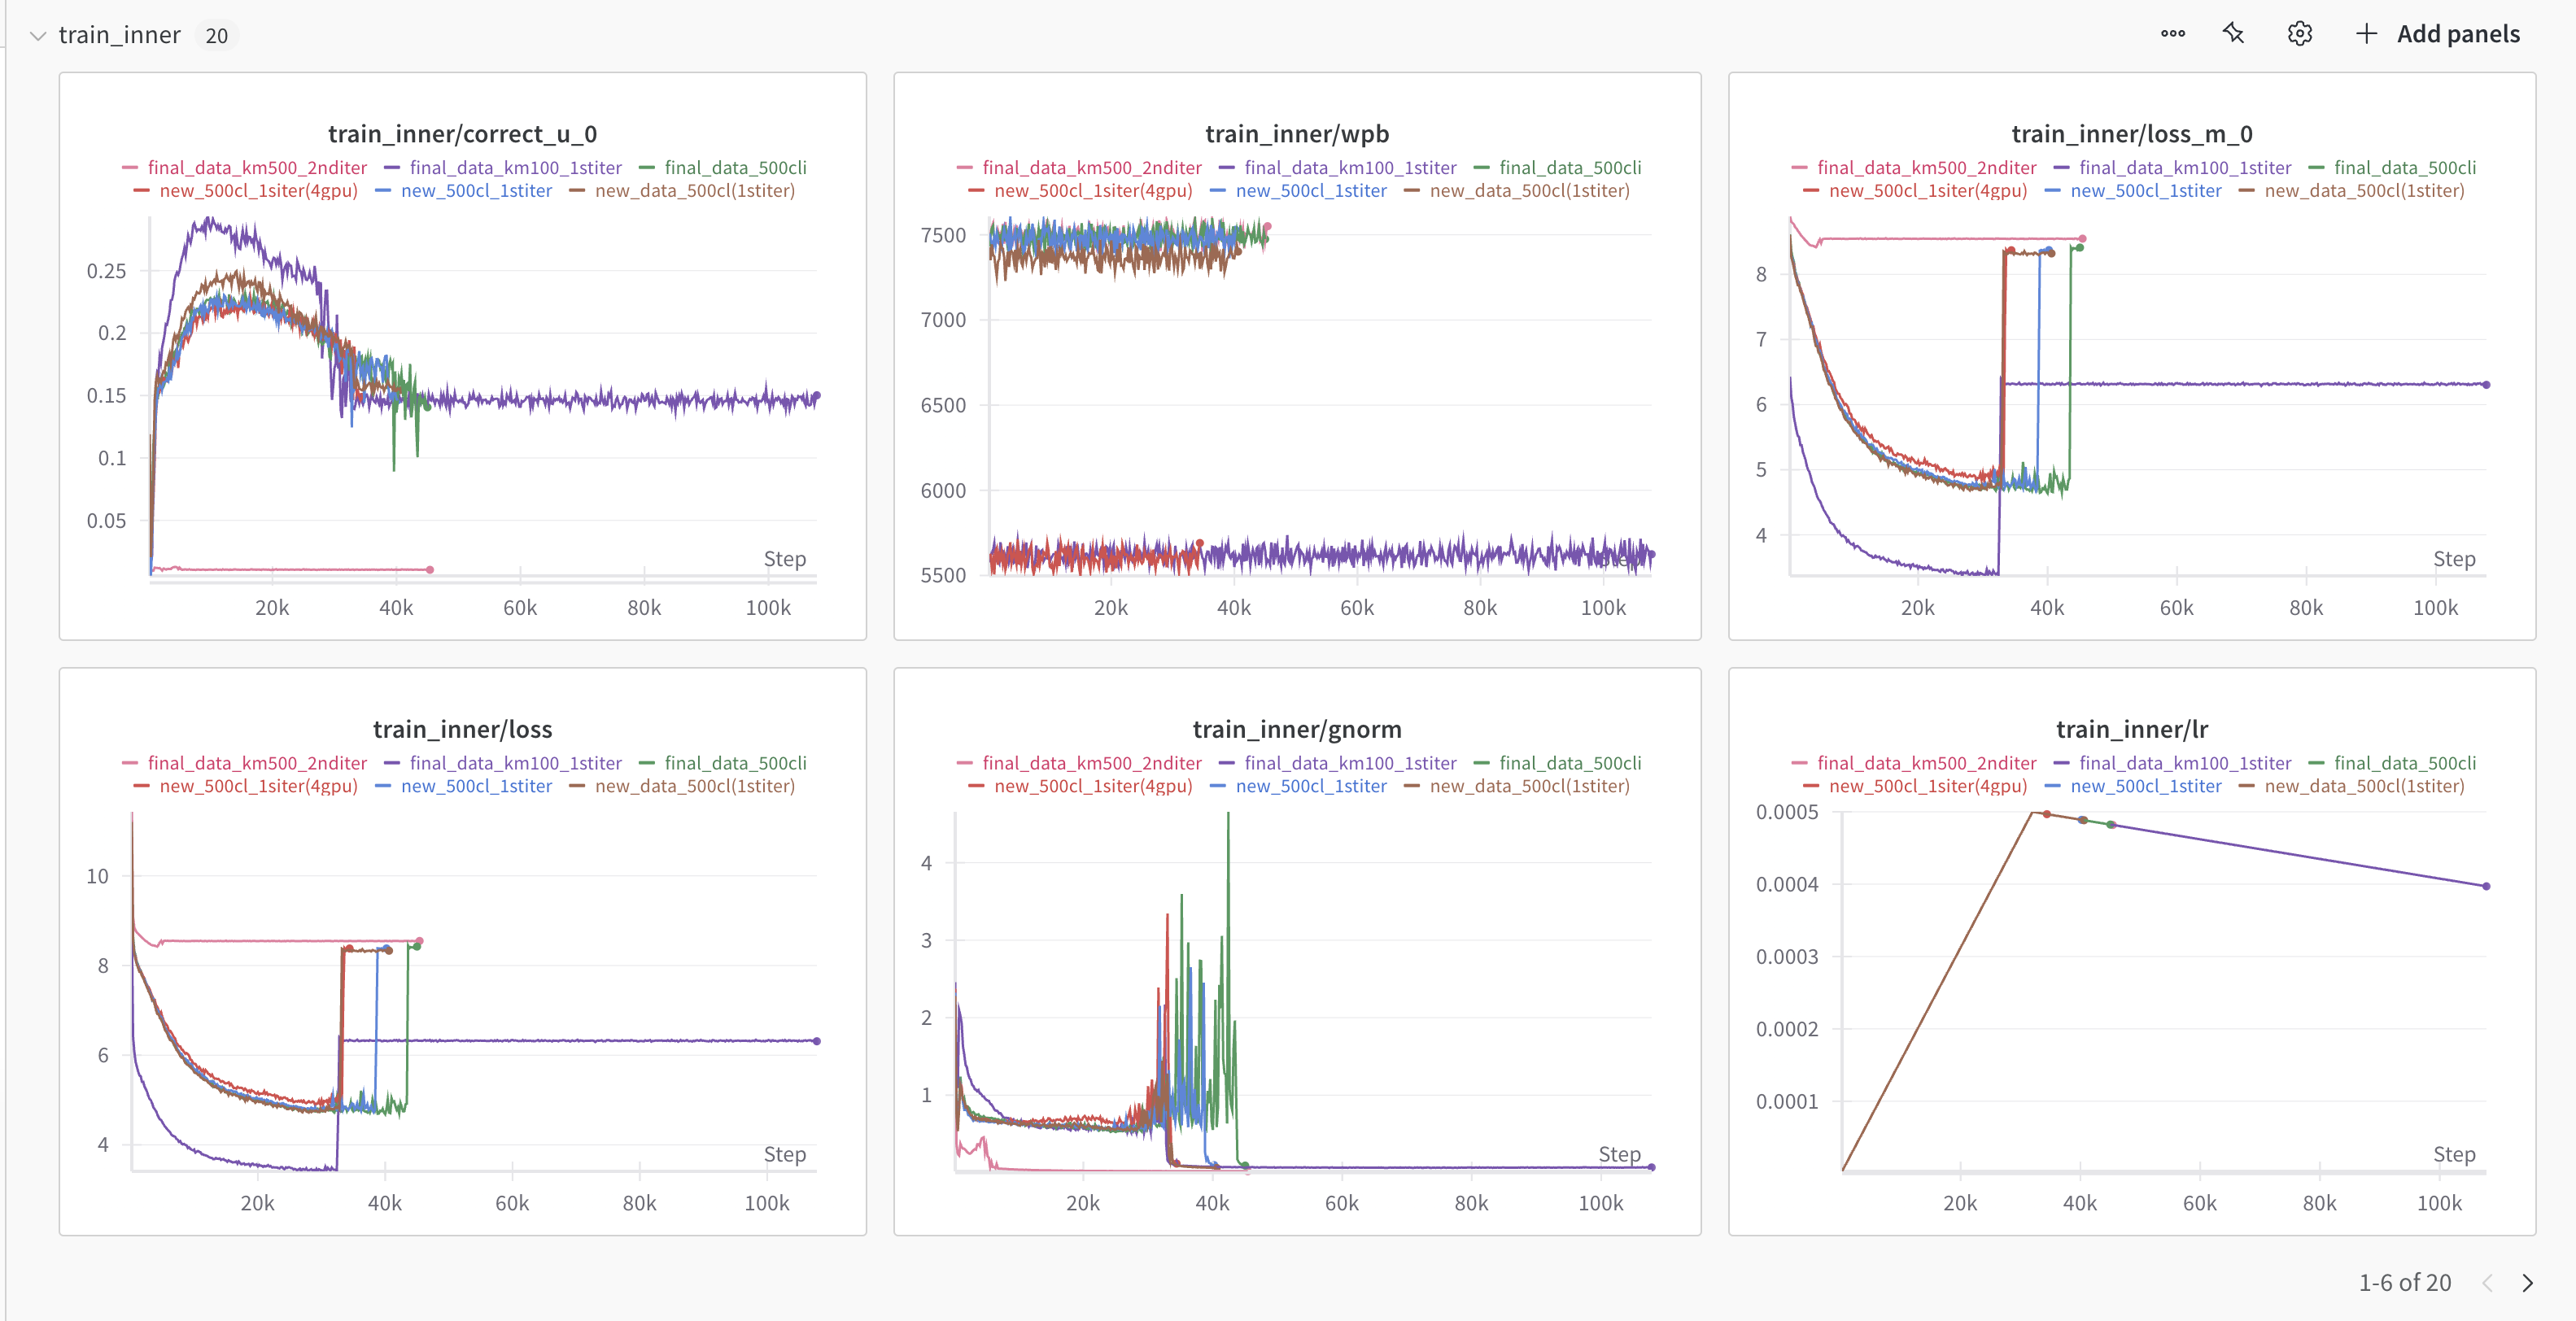 train_inner 20
Add panels
train_inner/correct_u_0
final_data_km500_2nditer final_data_km100_1stiter final_data_500cli
new_500cl_1siter(4gpu) new_500cl_1stiter new_data_500cl(1stiter)
0.25
0.2
0.15
0.1
0.05
Step
20k 40k 60k 80k 100k
train_inner/wpb
final_data_km500_2nditer final_data_km100_1stiter final_data_500cli
new_500cl_1siter(4gpu) new_500cl_1stiter new_data_500cl(1stiter)
7500
7000
6500
6000
5500
Step
20k 40k 60k 80k 100k
train_inner/loss_m_0
final_data_km500_2nditer final_data_km100_1stiter final_data_500cli
new_500cl_1siter(4gpu) new_500cl_1stiter new_data_500cl(1stiter)
8
7
6
5
4
Step
20k 40k 60k 80k 100k
train_inner/loss
final_data_km500_2nditer final_data_km100_1stiter final_data_500cli
new_500cl_1siter(4gpu) new_500cl_1stiter new_data_500cl(1stiter)
10
8
6
4
Step
20k 40k 60k 80k 100k
train_inner/gnorm
final_data_km500_2nditer final_data_km100_1stiter final_data_500cli
new_500cl_1siter(4gpu) new_500cl_1stiter new_data_500cl(1stiter)
4
3
2
1
Step
20k 40k 60k 80k 100k
train_inner/lr
final_data_km500_2nditer final_data_km100_1stiter final_data_500cli
new_500cl_1siter(4gpu) new_500cl_1stiter new_data_500cl(1stiter)
0.0005
0.0004
0.0003
0.0002
0.0001
Step
20k 40k 60k 80k 100k
1-6 of 20